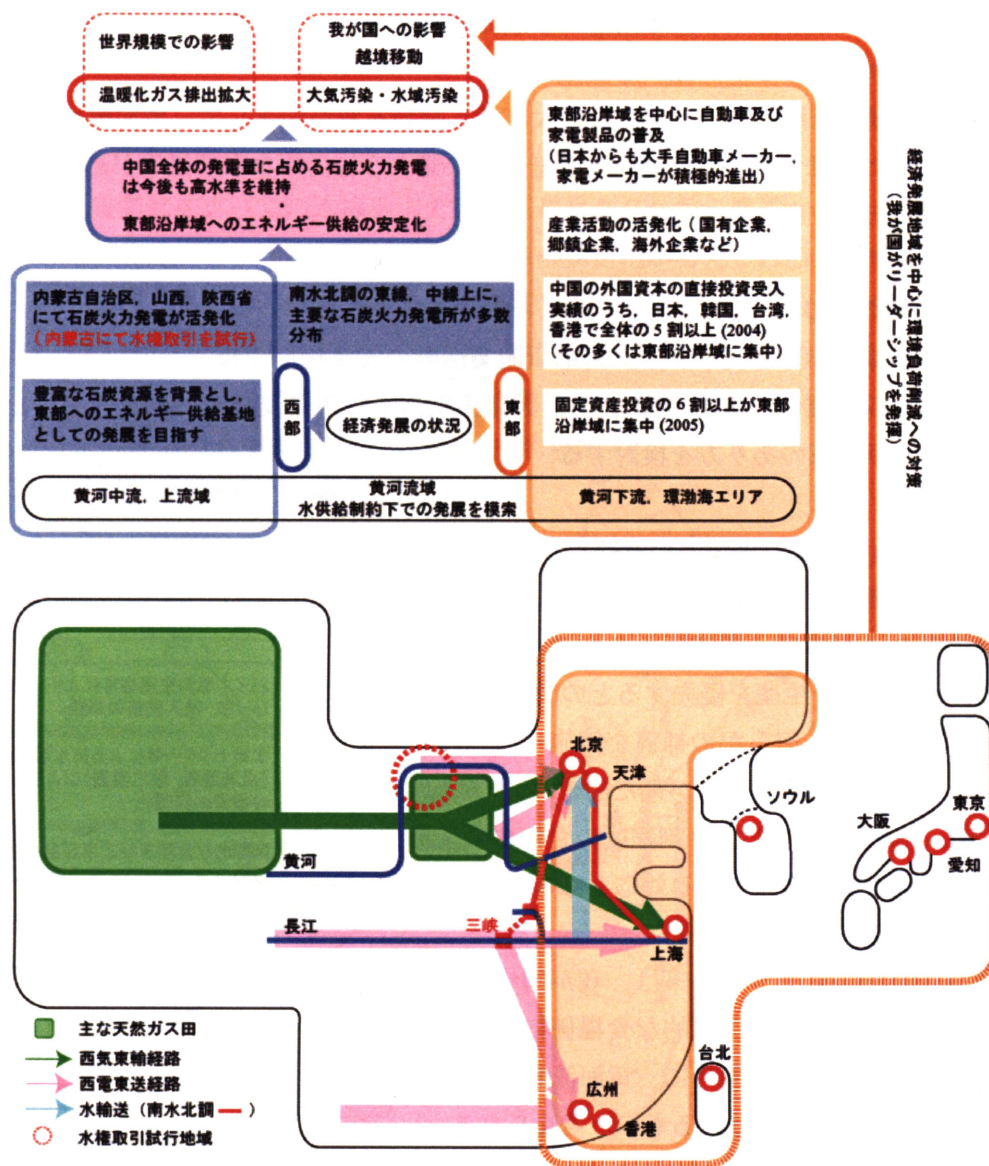 世界規模での影響
我が国への影響
越境移動
温暖化ガス排出拡大
大気汚染・水域汚染
中国全体の発電量に占める石炭火力発電
は今後も高水準を維持
・
東部沿岸域へのエネルギー供給の安定化
内蒙古自治区，山西，陝西省
にて石炭火力発電が活発化
（内蒙古にて水権取引を試行）
南水北調の東線，中線上に，
主要な石炭火力発電所が多数
分布
豊富な石炭資源を背景とし，
東部へのエネルギー供給基地
としての発展を目指す
西部
経済発展の状況
東部
東部沿岸域を中心に自動車及び
家電製品の普及
（日本からも大手自動車メーカー，
家電メーカーが積極的進出）
産業活動の活発化（国有企業，
郷鎮企業，海外企業など）
中国の外国資本の直接投資受入
実績のうち，日本，韓国，台湾，
香港で全体の5割以上 (2004)
（その多くは東部沿岸域に集中）
固定資産投資の6割以上が東部
沿岸域に集中 (2005)
黄河中流，上流域
黄河流域
水供給制約下での発展を模索
黄河下流，環渤海エリア
経済発展地域を中心に環境負荷削減への対策
（我が国がリーダーシップを発揮）
北京
天津
ソウル
大阪
東京
愛知
黄河
長江
三峡
上海
台北
広州
香港
主な天然ガス田
西気東輸経路
西電東送経路
水輸送（南水北調 ー ）
水権取引試行地域